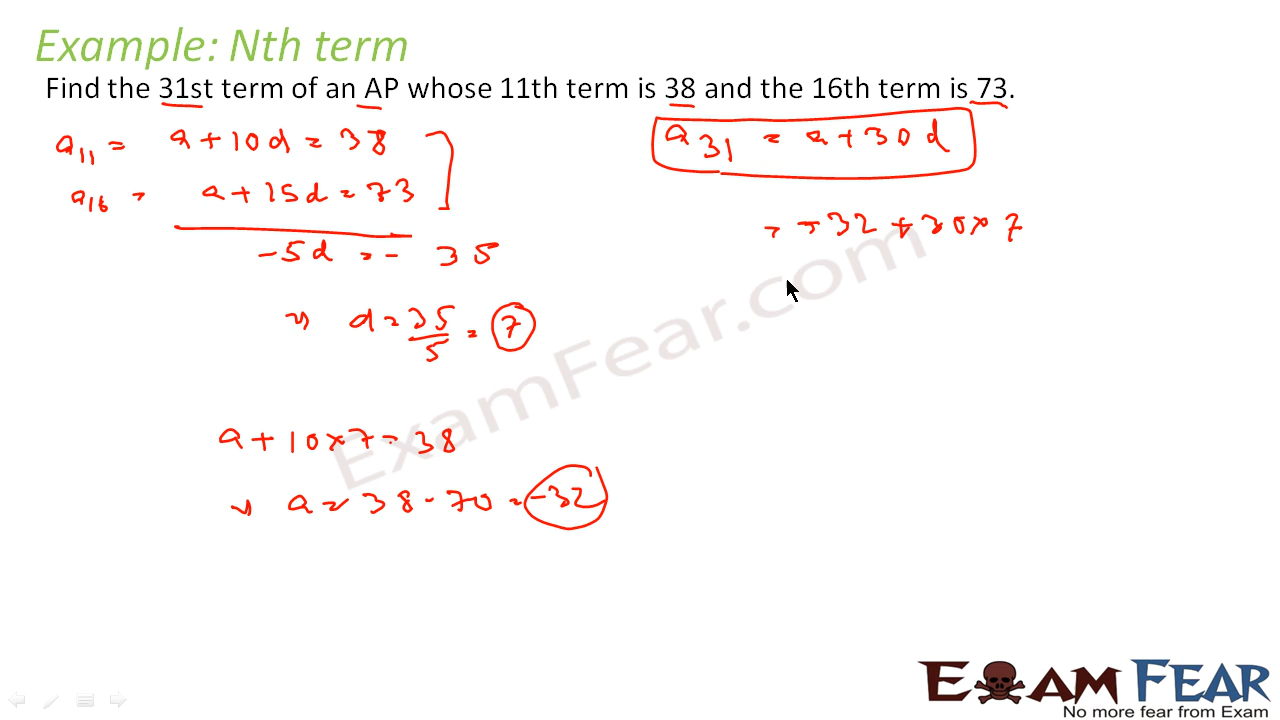 Example: Nth term
Find the 31st term of an AP whose 11th term is 38 and the 16th term is 73.
a11 = a + 10d = 38
a16 = a + 15d = 73
-5d = - 35
⇒ d = 35/5 = 7
a + 10 × 7 = 38
⇒ a = 38 - 70 = -32
a31 = a + 30d
= -32 + 30 × 7
ExamFear.com
EXAM FEAR
No more fear from Exam